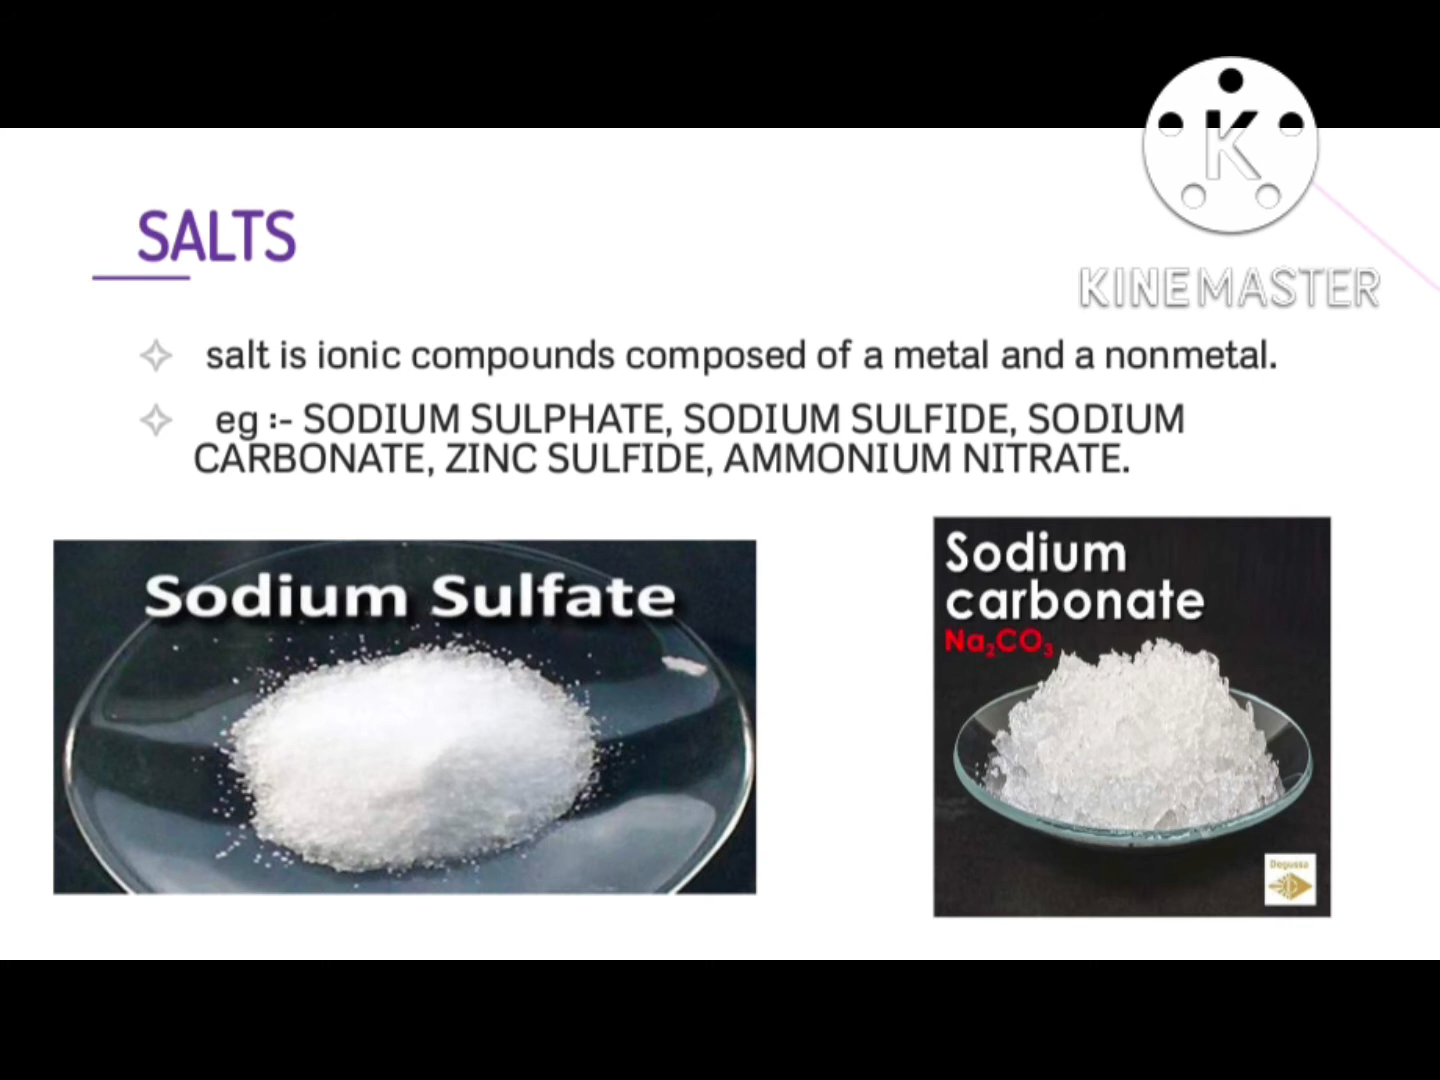 K
KINEMASTER
SALTS
salt is ionic compounds composed of a metal and a nonmetal.
eg :- SODIUM SULPHATE, SODIUM SULFIDE, SODIUM
CARBONATE, ZINC SULFIDE, AMMONIUM NITRATE.
Sodium Sulfate
Sodium
carbonate
Na₂CO₃
Degussa